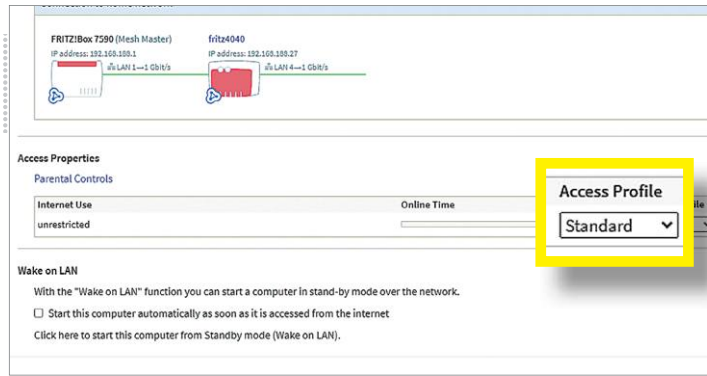 Connection to Home Network
FRITZ!Box 7590 (Mesh Master)
IP address: 192.168.188.1
LAN 1—1 Gbit/s
fritz4040
IP address: 192.168.188.27
LAN 4—1 Gbit/s
Access Properties
Parental Controls
Internet Use Online Time
unrestricted
Access Profile
Standard
Wake on LAN
With the "Wake on LAN" function you can start a computer in stand-by mode over the network.
Start this computer automatically as soon as it is accessed from the internet
Click here to start this computer from Standby mode (Wake on LAN).